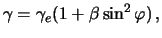 γ = γₑ(1 + β sin² φ) ,